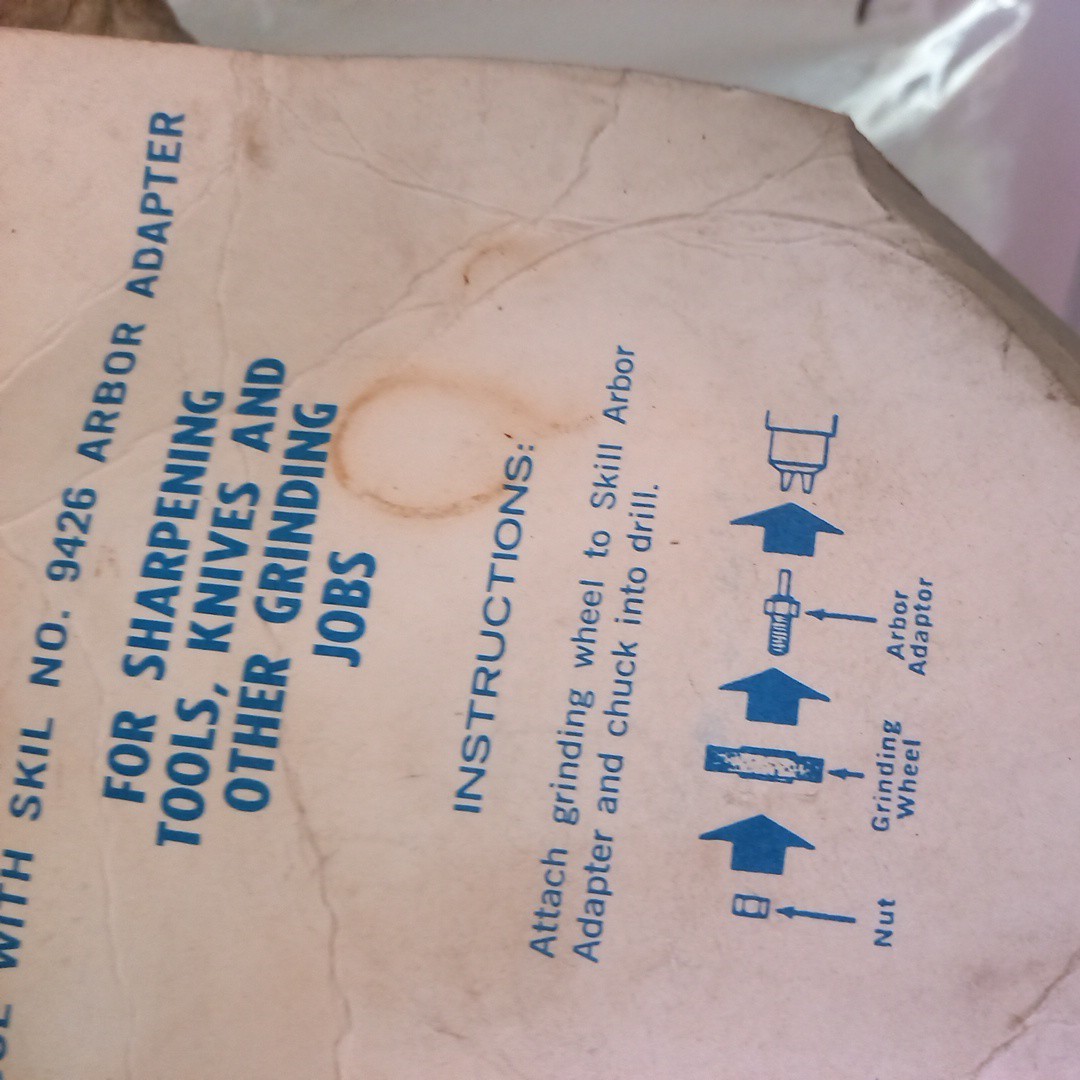 WITH SKIL NO. 9426 ARBOR ADAPTER
FOR SHARPENING
TOOLS, KNIVES AND
OTHER GRINDING
JOBS
INSTRUCTIONS:
Attach grinding wheel to Skill Arbor
Adapter and chuck into drill.
Nut
Grinding
Wheel
Arbor
Adaptor